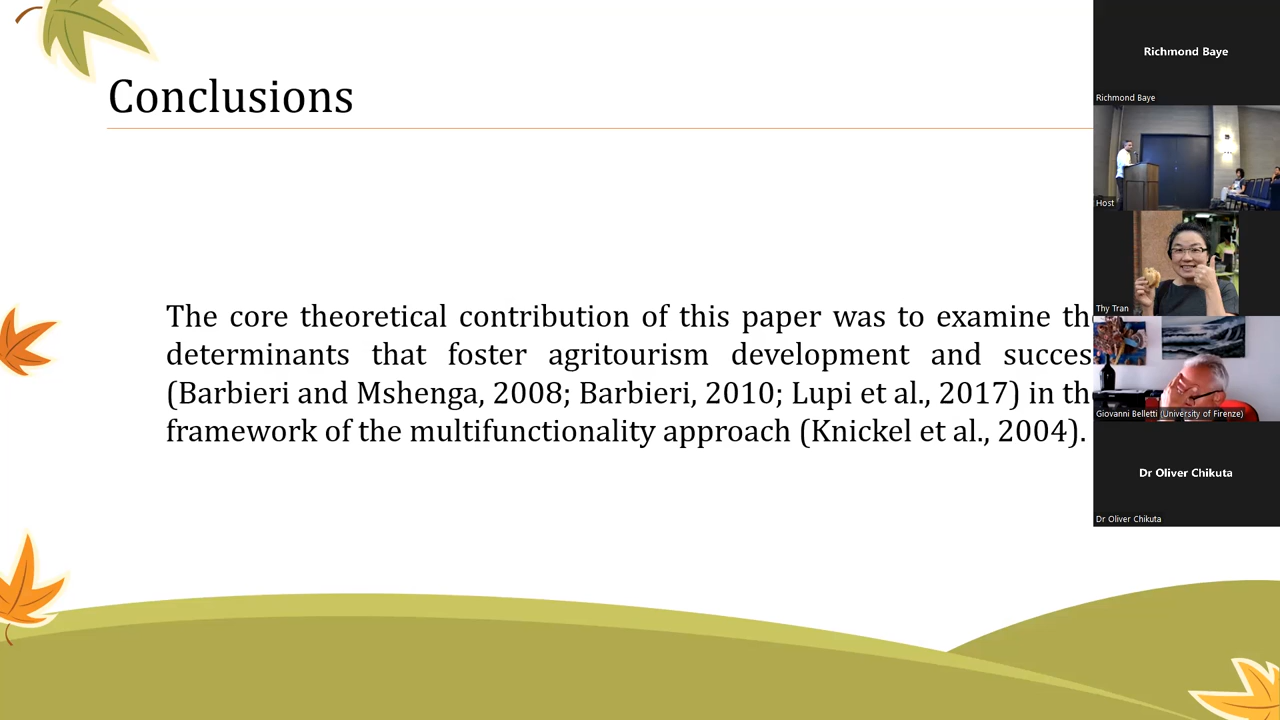 Conclusions
The core theoretical contribution of this paper was to examine th
determinants that foster agritourism development and succes
(Barbieri and Mshenga, 2008; Barbieri, 2010; Lupi et al., 2017) in th
framework of the multifunctionality approach (Knickel et al., 2004).
Richmond Baye
Richmond Baye
Host
Thy Tran
Giovanni Belletti (University of Firenze)
Dr Oliver Chikuta
Dr Oliver Chikuta